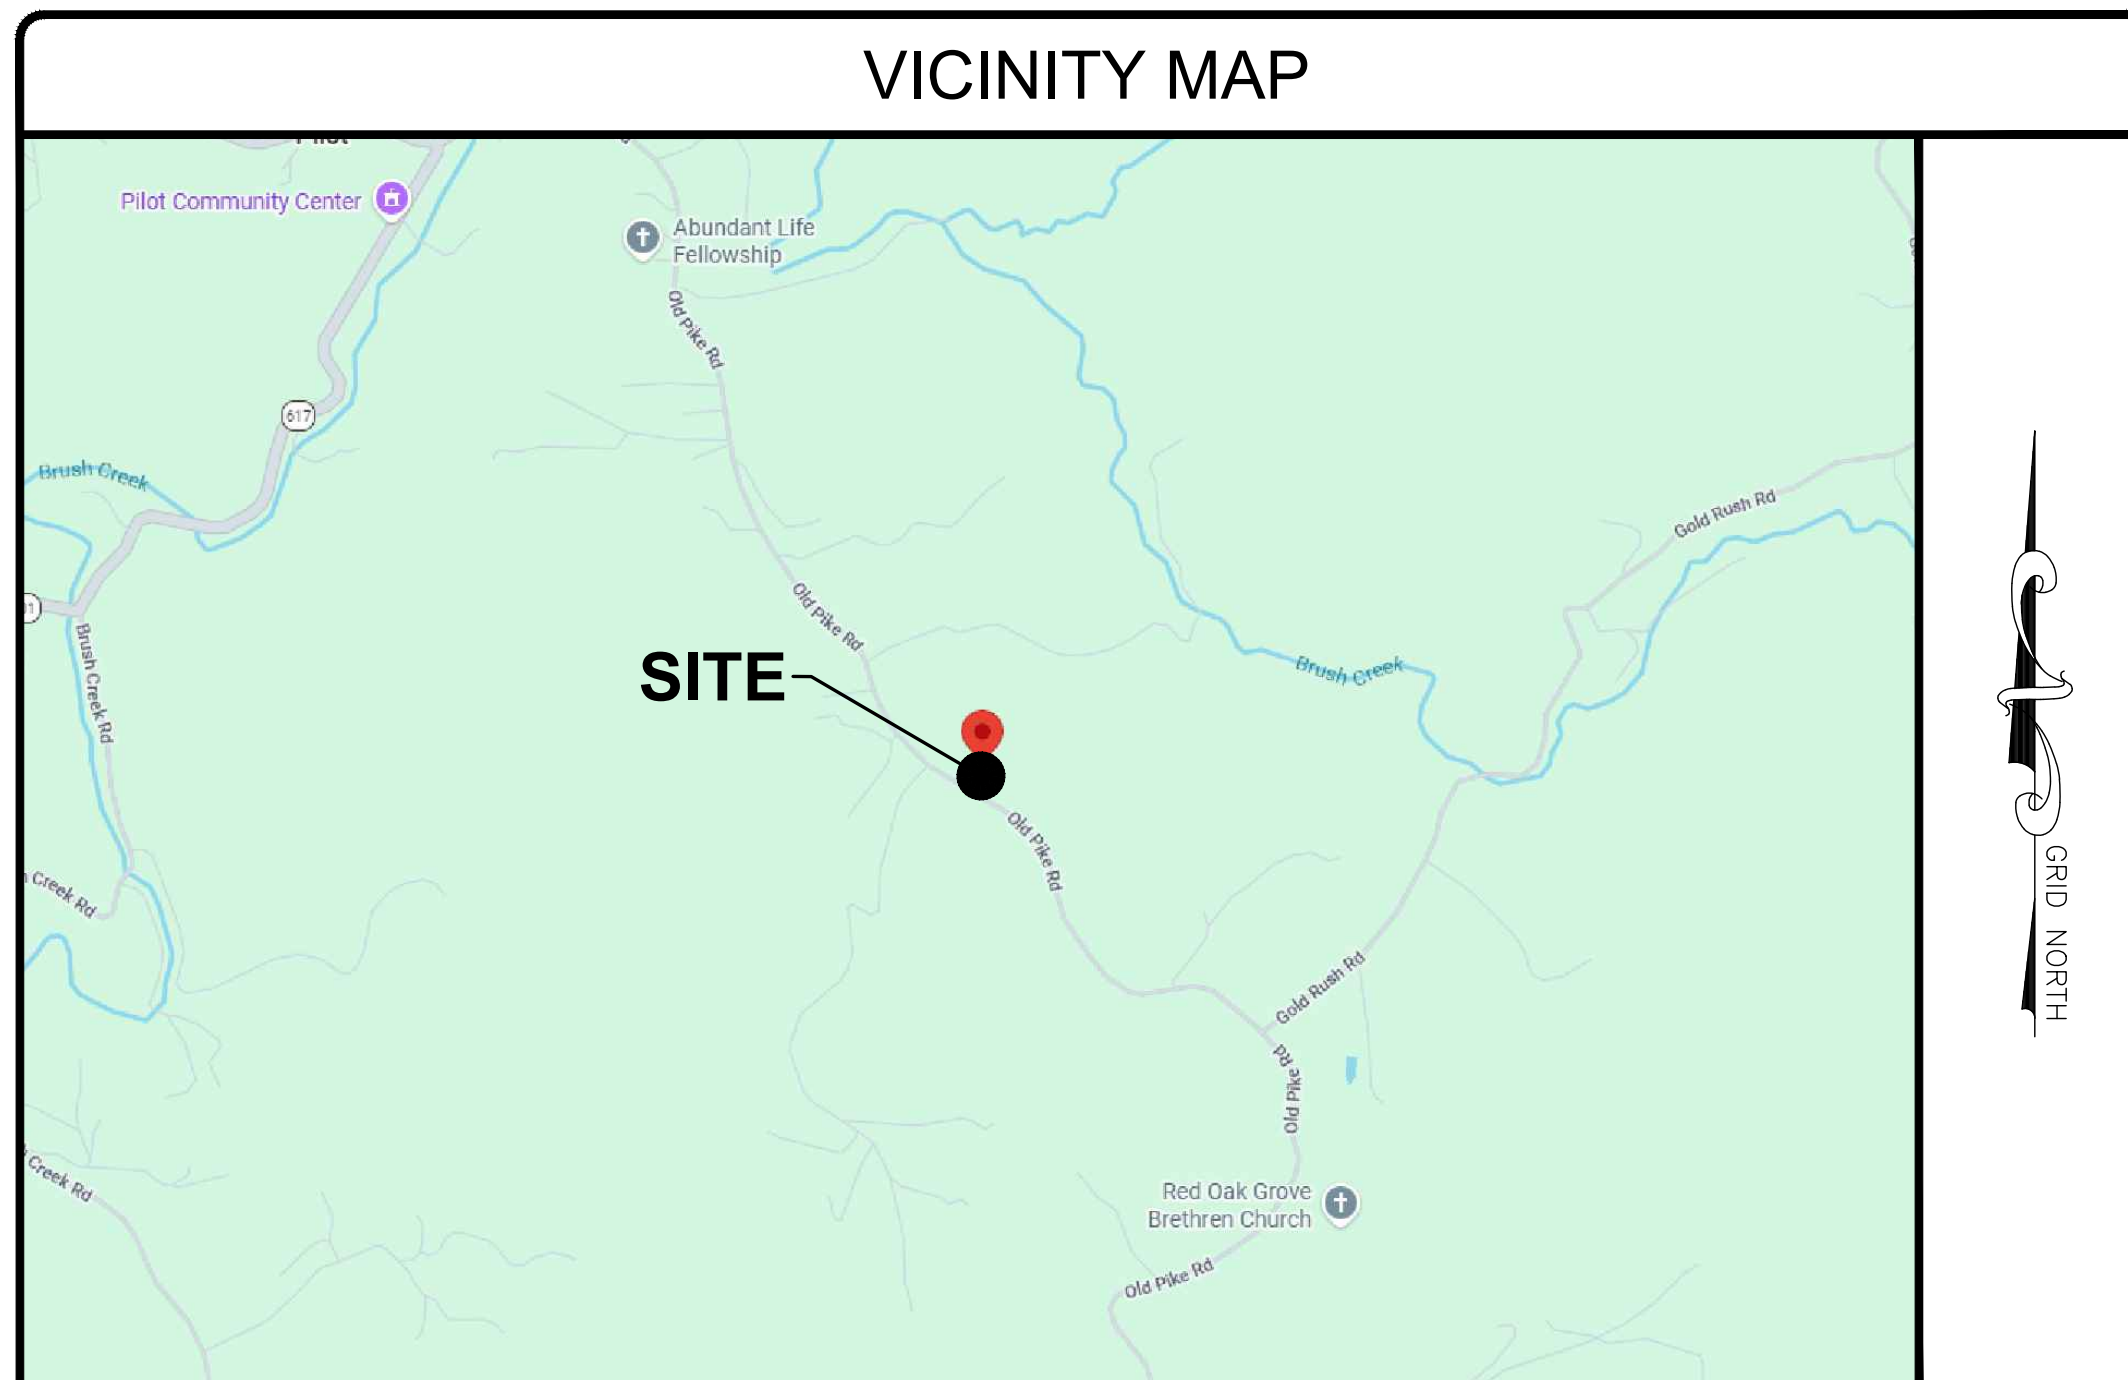 VICINITY MAP
Pilot
Pilot Community Center
Abundant Life
Fellowship
Old Pike Rd
617
Brush Creek
Gold Rush Rd
Old Pike Rd
Brush Creek Rd
SITE
Brush Creek
Old Pike Rd
GRID NORTH
Creek Rd
Gold Rush Rd
Old Pike Rd
Creek Rd
Red Oak Grove
Brethren Church
Old Pike Rd